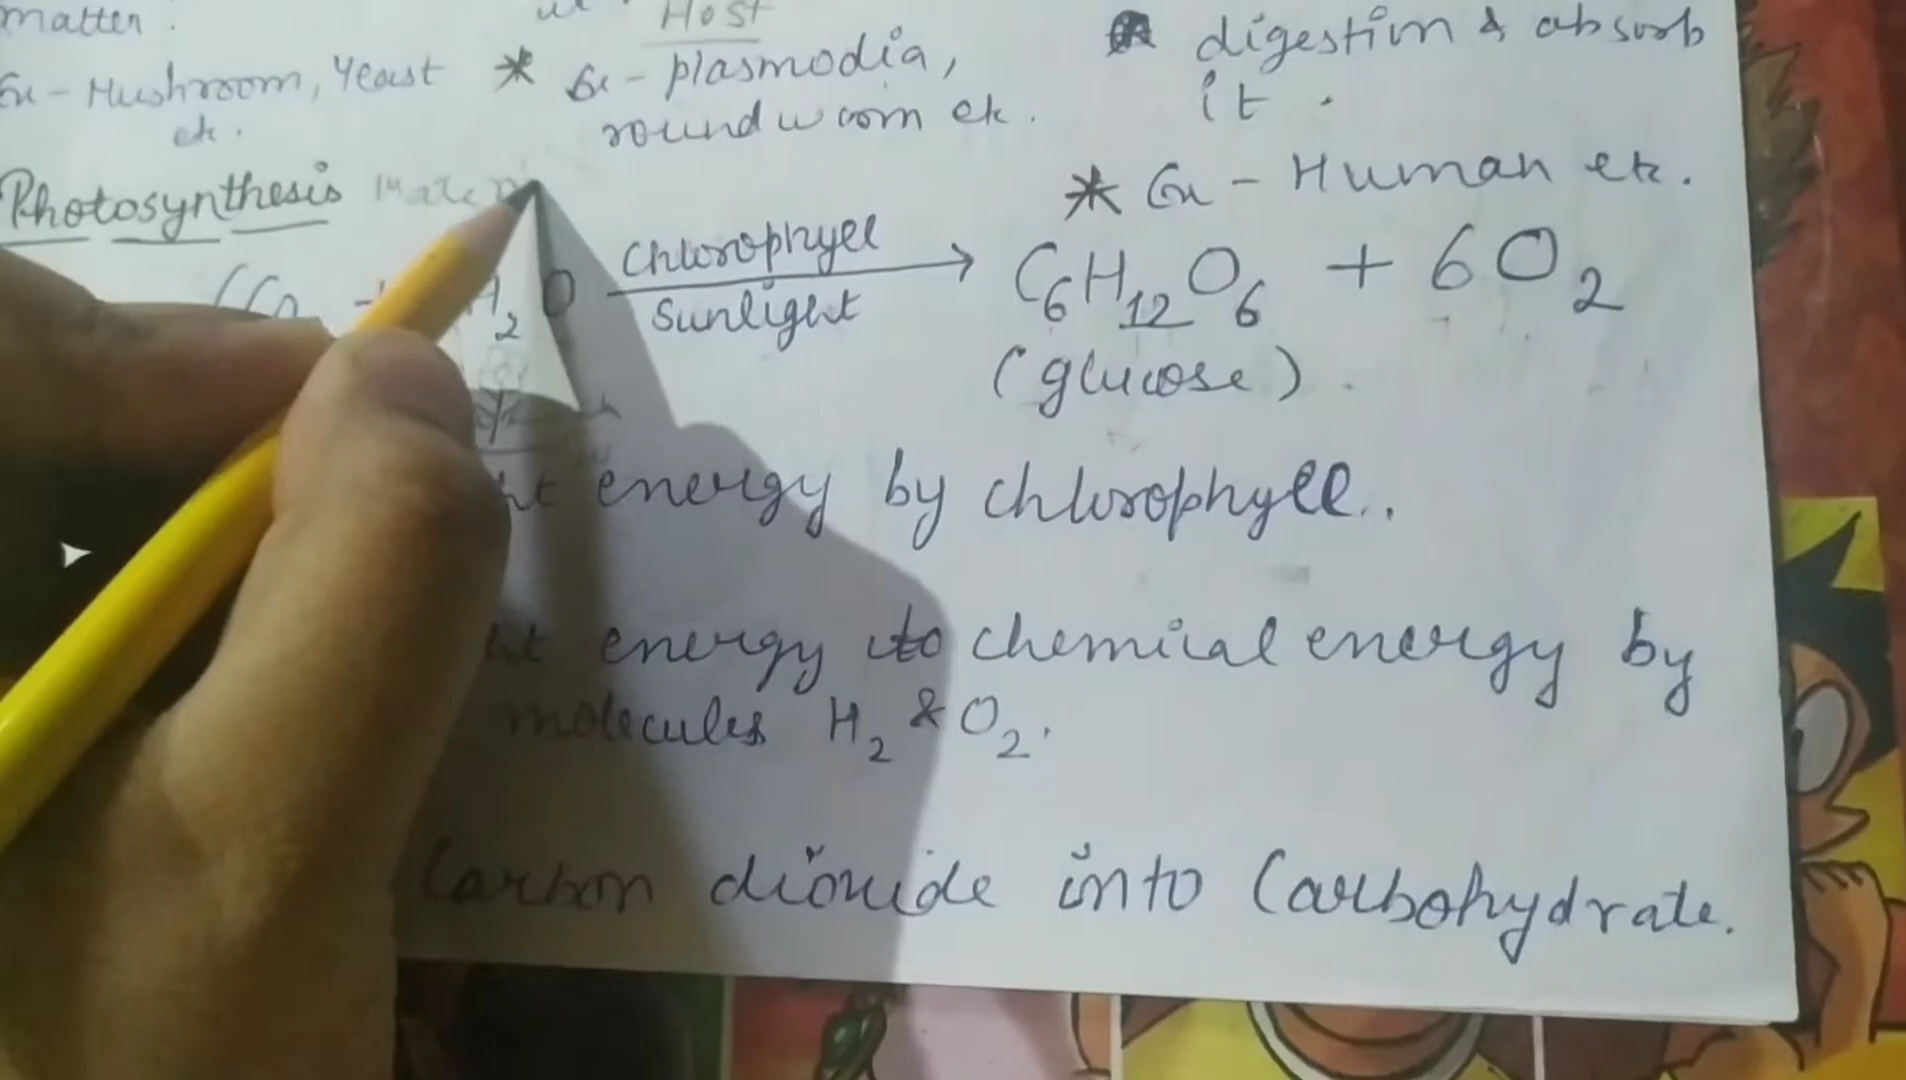 matter.
Host
digestion & absorb
Ex - Mushroom, Yeast
etc.
* Ex - plasmodia,
it.
roundworm etc.
* Ex - Human etc.
Photosynthesis
Chlorophyll
H2O → C6H12O6 + 6O2
Sunlight
(glucose).
energy by chlorophyll..
energy to chemical energy by
molecules H2 & O2.
Carbon dioxide into Carbohydrate.